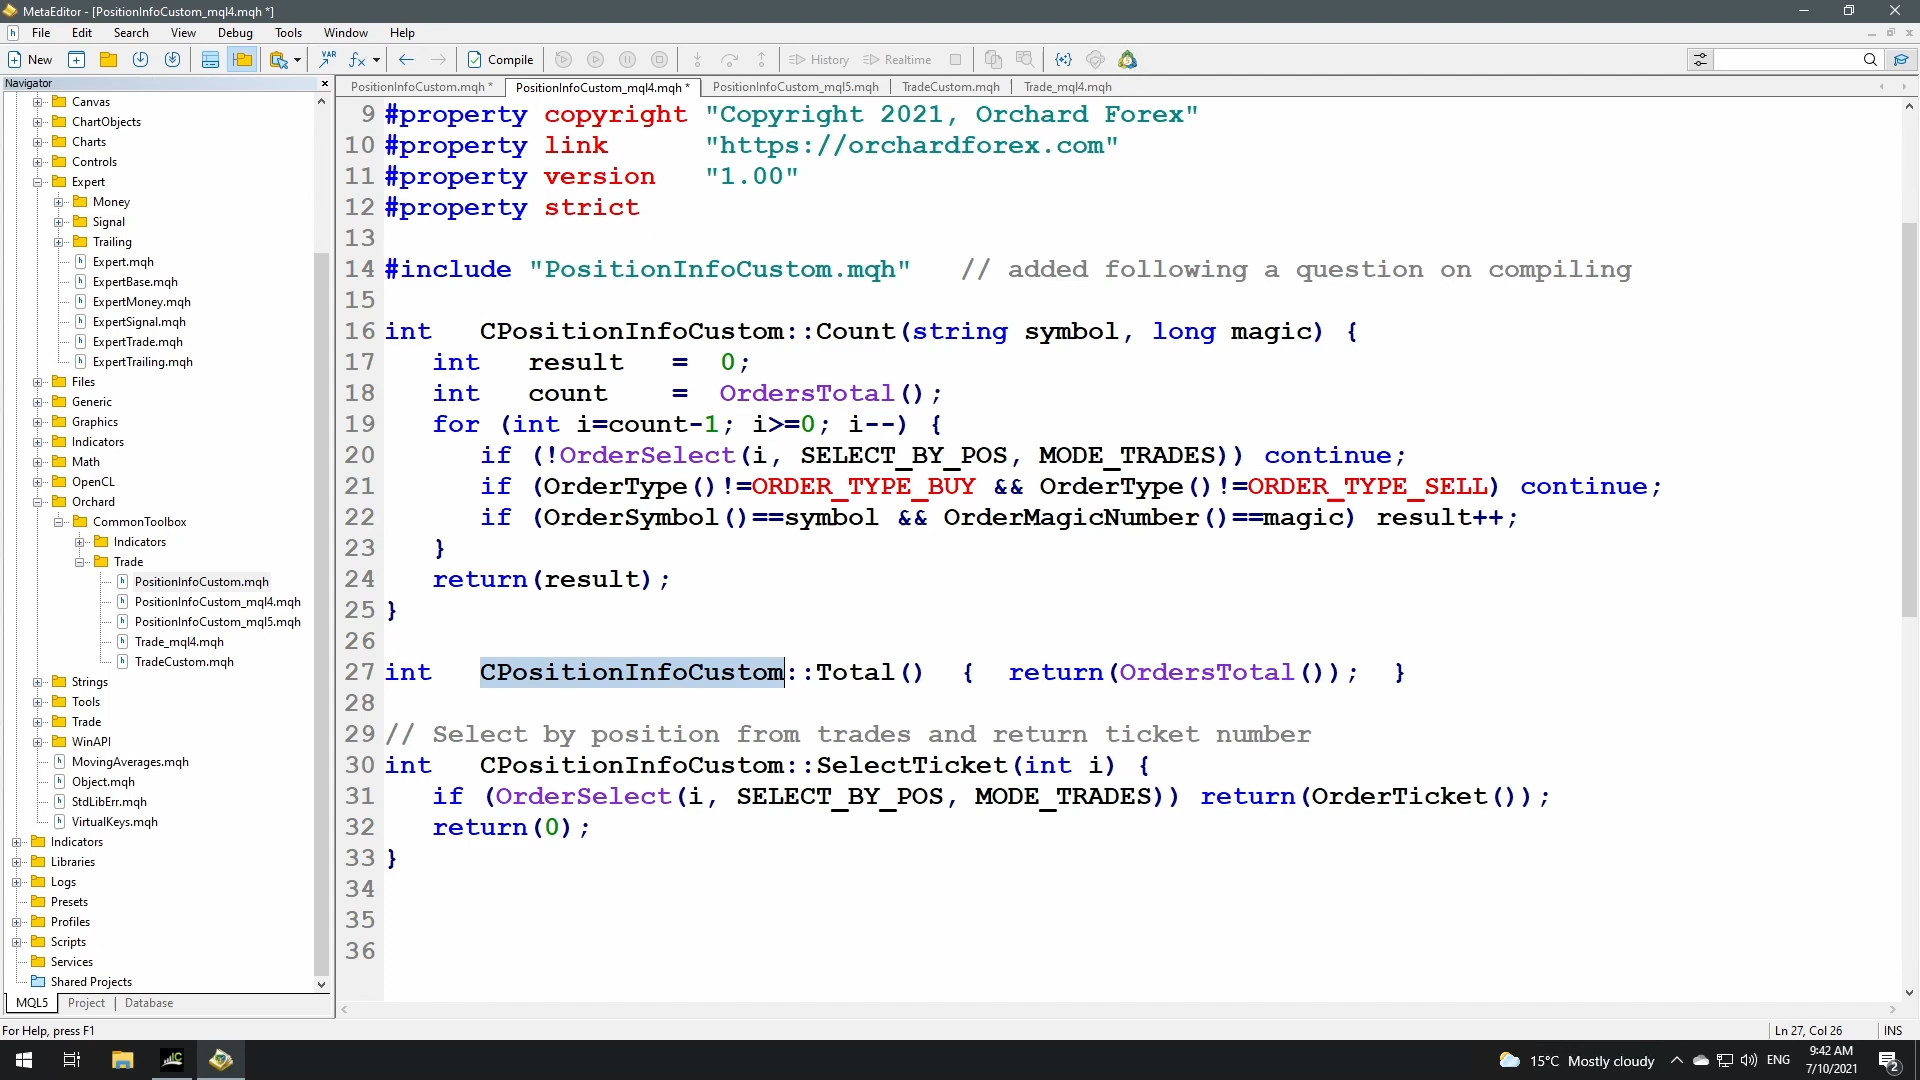 MetaEditor - [PositionInfoCustom_mql4.mqh *]
File Edit Search View Debug Tools Window Help
New Compile History Realtime
Navigator
PositionInfoCustom.mqh * PositionInfoCustom_mql4.mqh * PositionInfoCustom_mql5.mqh TradeCustom.mqh Trade_mql4.mqh
Canvas
ChartObjects
Charts
Controls
Expert
Money
Signal
Trailing
Expert.mqh
ExpertBase.mqh
ExpertMoney.mqh
ExpertSignal.mqh
ExpertTrade.mqh
ExpertTrailing.mqh
Files
Generic
Graphics
Indicators
Math
OpenCL
Orchard
CommonToolbox
Indicators
Trade
PositionInfoCustom.mqh
PositionInfoCustom_mql4.mqh
PositionInfoCustom_mql5.mqh
Trade_mql4.mqh
TradeCustom.mqh
Strings
Tools
Trade
WinAPI
MovingAverages.mqh
Object.mqh
StdLibErr.mqh
VirtualKeys.mqh
Indicators
Libraries
Logs
Presets
Profiles
Scripts
Services
Shared Projects
MQL5 Project Database
9 #property copyright "Copyright 2021, Orchard Forex"
10 #property link "https://orchardforex.com"
11 #property version "1.00"
12 #property strict
13
14 #include "PositionInfoCustom.mqh" // added following a question on compiling
15
16 int CPositionInfoCustom::Count(string symbol, long magic) {
17 int result = 0;
18 int count = OrdersTotal();
19 for (int i=count-1; i>=0; i--) {
20 if (!OrderSelect(i, SELECT_BY_POS, MODE_TRADES)) continue;
21 if (OrderType()!=ORDER_TYPE_BUY && OrderType()!=ORDER_TYPE_SELL) continue;
22 if (OrderSymbol()==symbol && OrderMagicNumber()==magic) result++;
23 }
24 return(result);
25 }
26
27 int CPositionInfoCustom::Total() { return(OrdersTotal()); }
28
29 // Select by position from trades and return ticket number
30 int CPositionInfoCustom::SelectTicket(int i) {
31 if (OrderSelect(i, SELECT_BY_POS, MODE_TRADES)) return(OrderTicket());
32 return(0);
33 }
34
35
36
For Help, press F1
Ln 27, Col 26 INS
15°C Mostly cloudy ENG
9:42 AM
7/10/2021
2